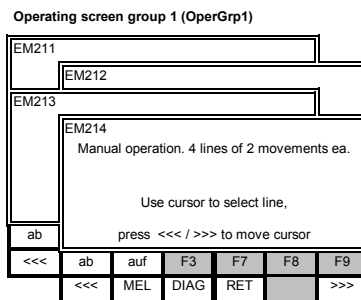 Operating screen group 1 (OperGrp1)
EM211
EM212
EM213
EM214
Manual operation. 4 lines of 2 movements ea.
Use cursor to select line,
ab press <<< / >>> to move cursor
<<< ab auf F3 F7 F8 F9
<<< MEL DIAG RET >>>